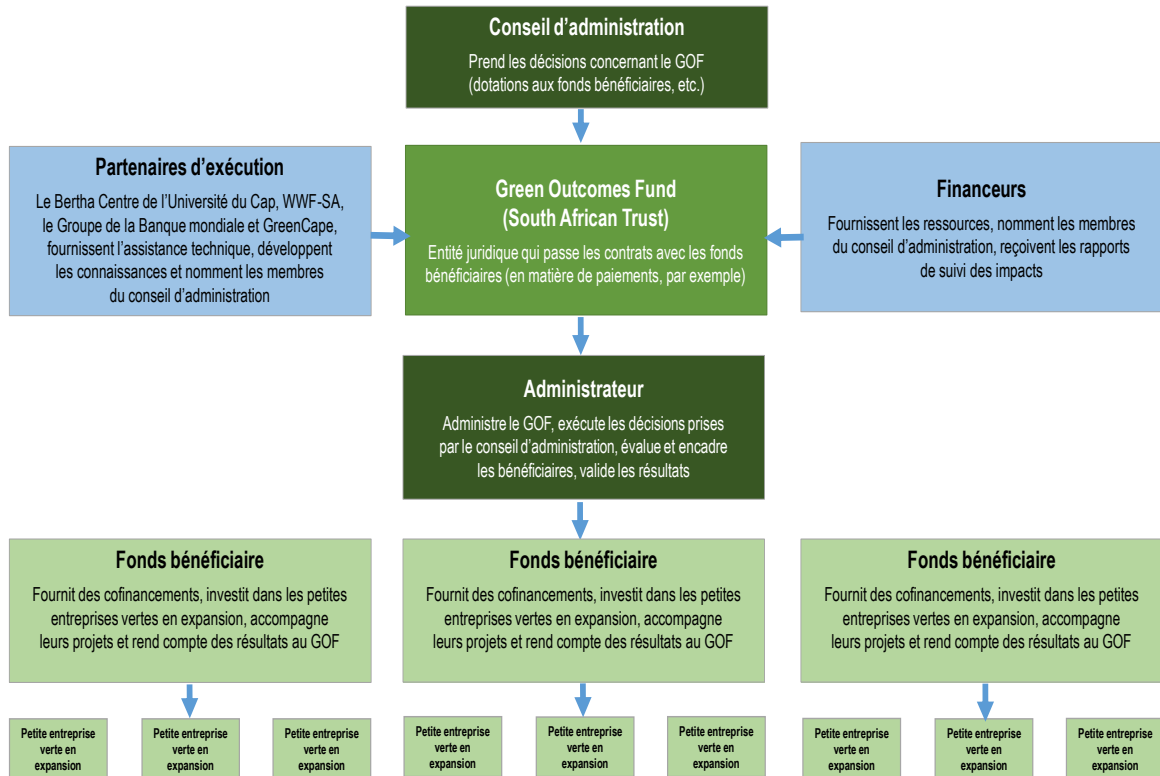 Conseil d’administration
Prend les décisions concernant le GOF
(dotations aux fonds bénéficiaires, etc.)
Partenaires d’exécution
Le Bertha Centre de l’Université du Cap, WWF-SA,
le Groupe de la Banque mondiale et GreenCape,
fournissent l’assistance technique, développent
les connaissances et nomment les membres
du conseil d’administration
Green Outcomes Fund
(South African Trust)
Entité juridique qui passe les contrats avec les fonds
bénéficiaires (en matière de paiements, par exemple)
Financeurs
Fournissent les ressources, nomment les membres
du conseil d’administration, reçoivent les rapports
de suivi des impacts
Administrateur
Administre le GOF, exécute les décisions prises
par le conseil d’administration, évalue et encadre
les bénéficiaires, valide les résultats
Fonds bénéficiaire
Fournit des cofinancements, investit dans les petites
entreprises vertes en expansion, accompagne
leurs projets et rend compte des résultats au GOF
Fonds bénéficiaire
Fournit des cofinancements, investit dans les petites
entreprises vertes en expansion, accompagne
leurs projets et rend compte des résultats au GOF
Fonds bénéficiaire
Fournit des cofinancements, investit dans les petites
entreprises vertes en expansion, accompagne
leurs projets et rend compte des résultats au GOF
Petite entreprise
verte en
expansion
Petite entreprise
verte en
expansion
Petite entreprise
verte en
expansion
Petite entreprise
verte en
expansion
Petite entreprise
verte en
expansion
Petite entreprise
verte en
expansion
Petite entreprise
verte en
expansion
Petite entreprise
verte en
expansion
Petite entreprise
verte en
expansion